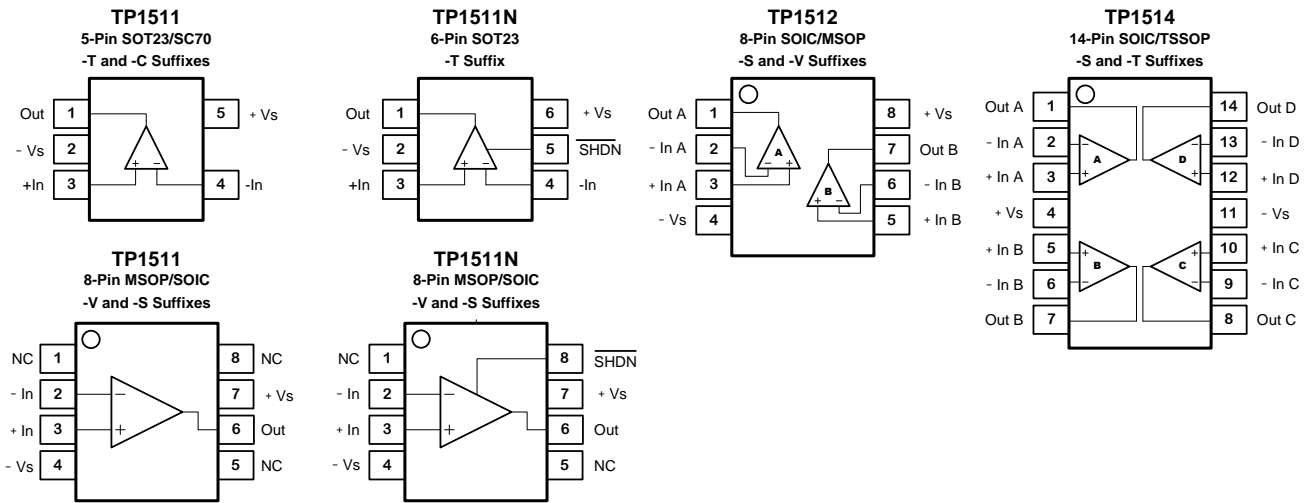 TP1511
5-Pin SOT23/SC70
-T and -C Suffixes
Out 1
- Vs 2
+In 3
5 + Vs
4 -In
+ -
TP1511N
6-Pin SOT23
-T Suffix
Out 1
- Vs 2
+In 3
6 + Vs
5 SHDN
4 -In
+ -
TP1512
8-Pin SOIC/MSOP
-S and -V Suffixes
Out A 1
- In A 2
+ In A 3
- Vs 4
8 + Vs
7 Out B
6 - In B
5 + In B
A
- +
B
+ -
TP1514
14-Pin SOIC/TSSOP
-S and -T Suffixes
Out A 1
- In A 2
+ In A 3
+ Vs 4
+ In B 5
- In B 6
Out B 7
14 Out D
13 - In D
12 + In D
11 - Vs
10 + In C
9 - In C
8 Out C
- -
A D
+ +
+ +
B C
- -
TP1511
8-Pin MSOP/SOIC
-V and -S Suffixes
NC 1
- In 2
+ In 3
- Vs 4
8 NC
7 + Vs
6 Out
5 NC
-
+
TP1511N
8-Pin MSOP/SOIC
-V and -S Suffixes
NC 1
- In 2
+ In 3
- Vs 4
8 SHDN
7 + Vs
6 Out
5 NC
-
+